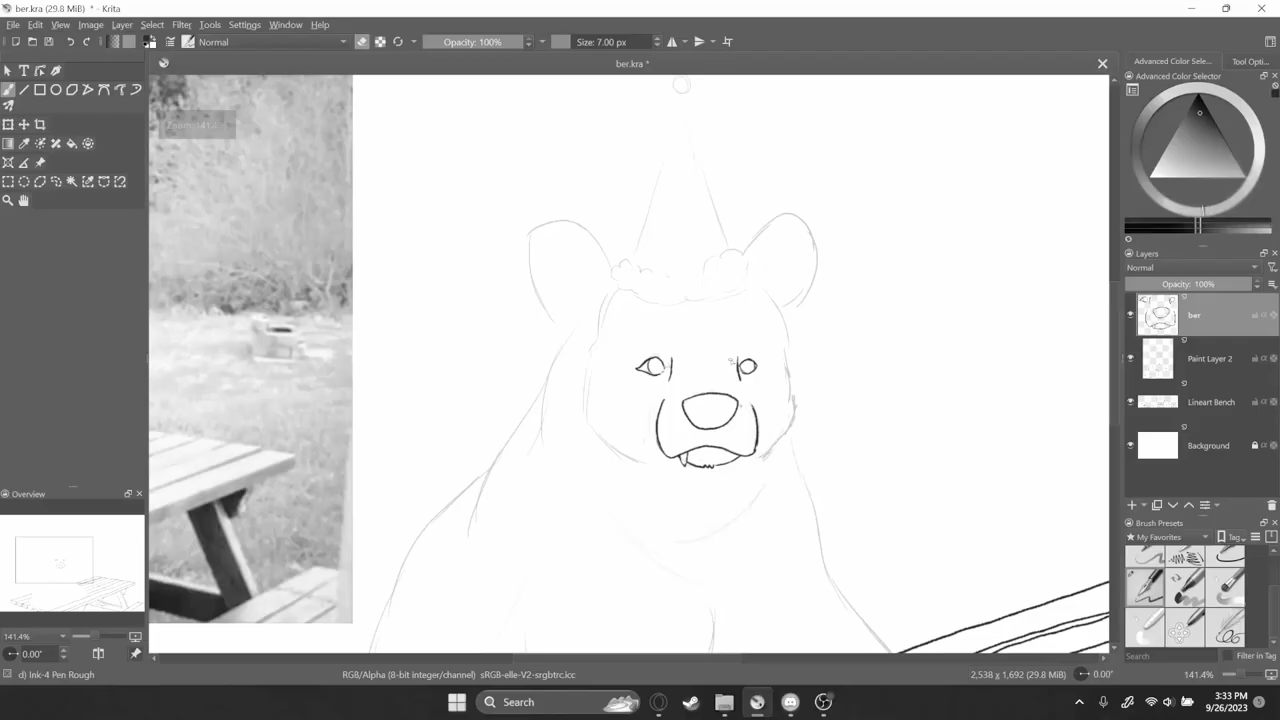 ber.kra (29.8 MiB) * - Krita
File Edit View Image Layer Select Filter Tools Settings Window Help
Normal Opacity: 100% Size: 7.00 px
ber.kra *
Advanced Color Sele... Tool Opti...
Advanced Color Selector
Layers
Normal
Opacity: 100%
ber
Paint Layer 2
Lineart Bench
Background
Overview
Brush Presets
My Favorites Tag
Search Filter in Tag
141.4%
0.00°
d) Ink-4 Pen Rough RGB/Alpha (8-bit integer/channel) sRGB-elle-V2-srgbtrc.icc 2,538 x 1,692 (29.8 MiB) 0.00° 141.4%
Search 3:33 PM
9/26/2023